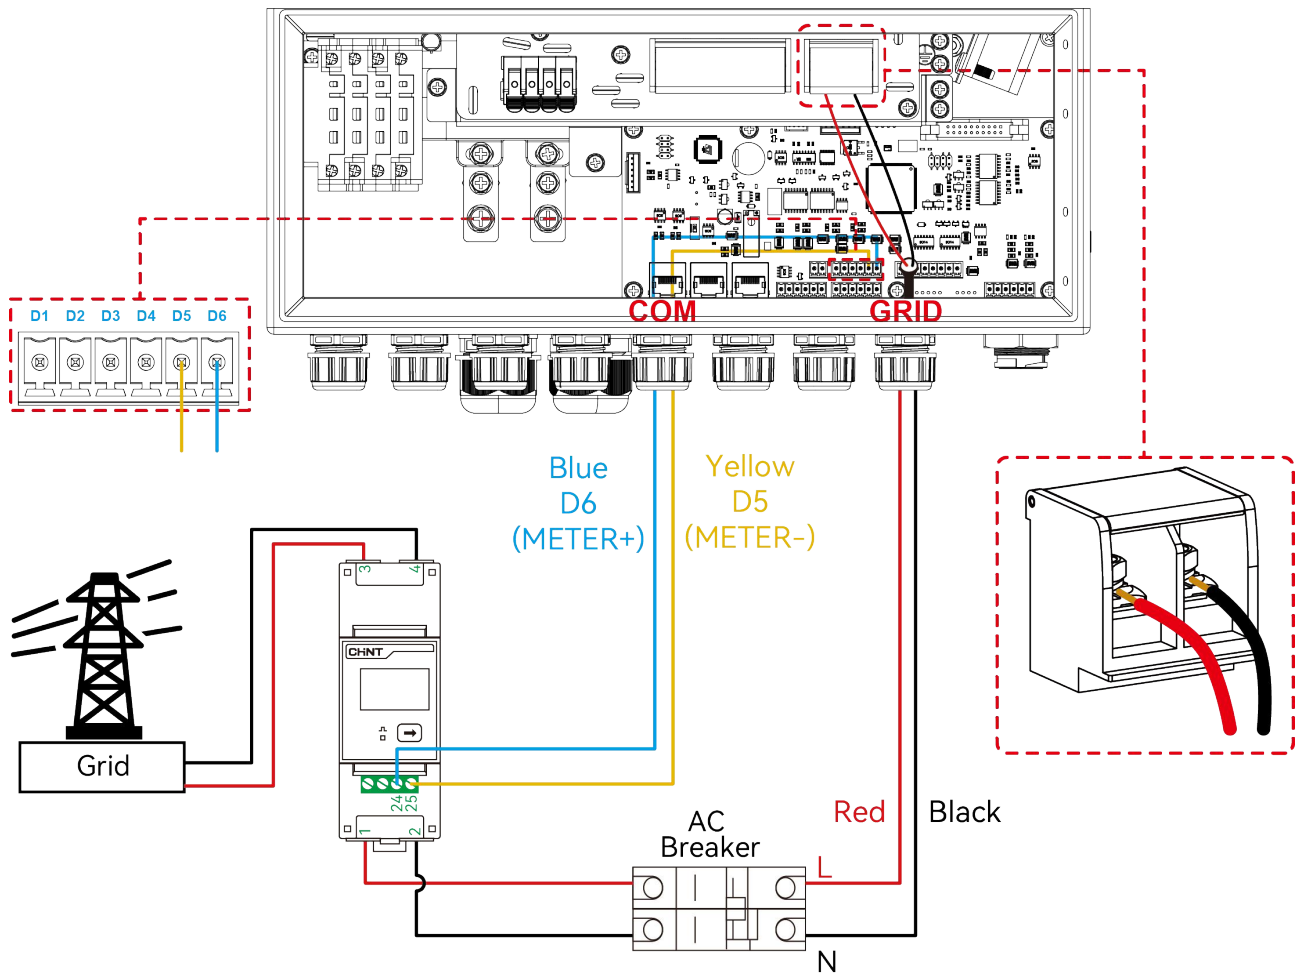 COM
GRID
D1 D2 D3 D4 D5 D6
Blue
D6
(METER+)
Yellow
D5
(METER-)
3 4
CHNT
Grid
24
25
1 2
Red
Black
AC
Breaker
L
N